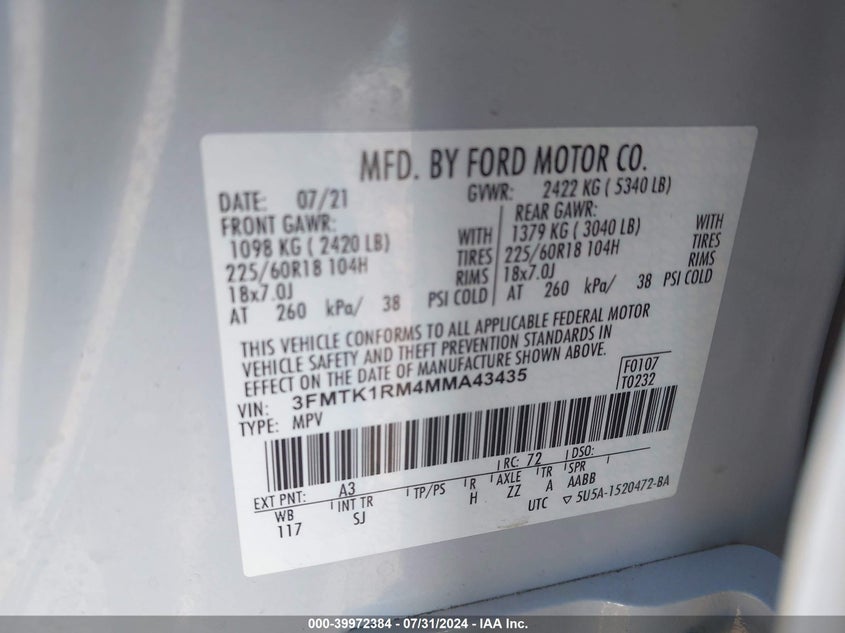 MFD. BY FORD MOTOR CO.
DATE: 07/21 GVWR: 2422 KG ( 5340 LB)
FRONT GAWR: REAR GAWR:
1098 KG ( 2420 LB) WITH 1379 KG ( 3040 LB) WITH
225/60R18 104H TIRES 225/60R18 104H TIRES
18x7.0J RIMS 18x7.0J RIMS
AT 260 kPa/ 38 PSI COLD AT 260 kPa/ 38 PSI COLD
THIS VEHICLE CONFORMS TO ALL APPLICABLE FEDERAL MOTOR
VEHICLE SAFETY AND THEFT PREVENTION STANDARDS IN
EFFECT ON THE DATE OF MANUFACTURE SHOWN ABOVE.
VIN: 3FMTK1RM4MMA43435 F0107
TYPE: MPV T0232
EXT PNT: A3 RC: 72 DSO:
WB INT TR TP/PS R AXLE TR SPR
117 SJ H ZZ A AABB
UTC ▽ 5U5A-1520472-BA
000-39972384 / 07/31/2024 - © IAA Inc.